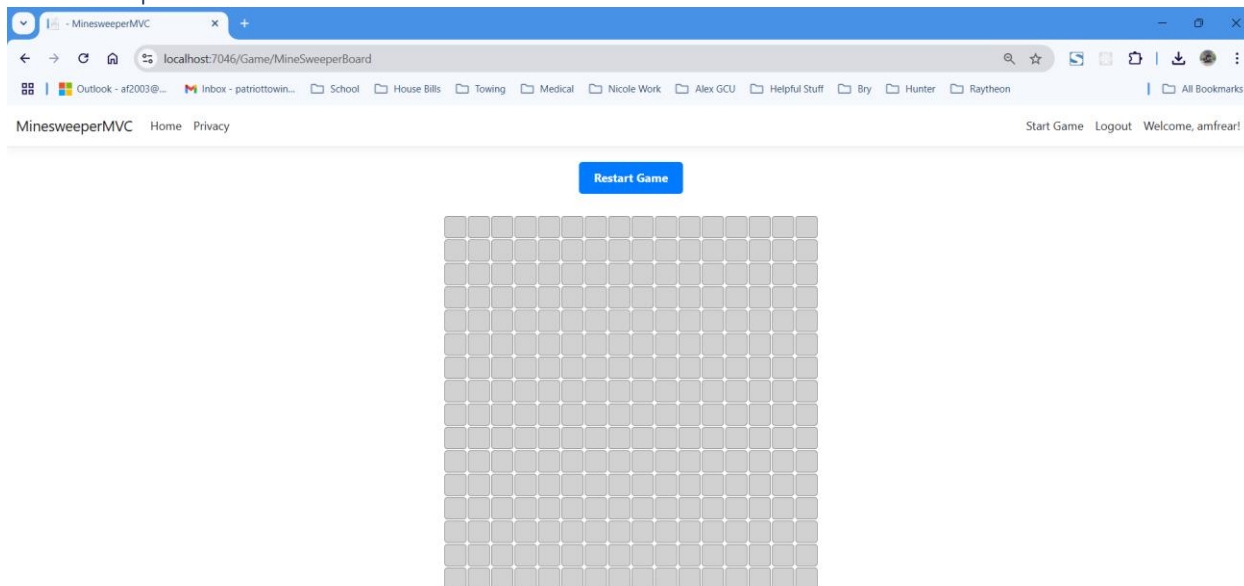 - MinesweeperMVC
localhost:7046/Game/MineSweeperBoard
Outlook - af2003@... Inbox - patriottowin... School House Bills Towing Medical Nicole Work Alex GCU Helpful Stuff Bry Hunter Raytheon All Bookmarks
MinesweeperMVC Home Privacy Start Game Logout Welcome, amfrear!
Restart Game